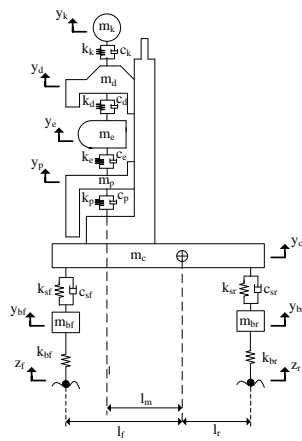 y_k m_k
k_k c_k
y_d m_d
k_d c_d
y_e m_e
k_e c_e
y_p m_p
k_p c_p
m_c y_c
k_sf c_sf k_sr c_sr
y_bf m_bf m_br y_br
k_bf k_br
z_f z_r
l_m
l_f l_r